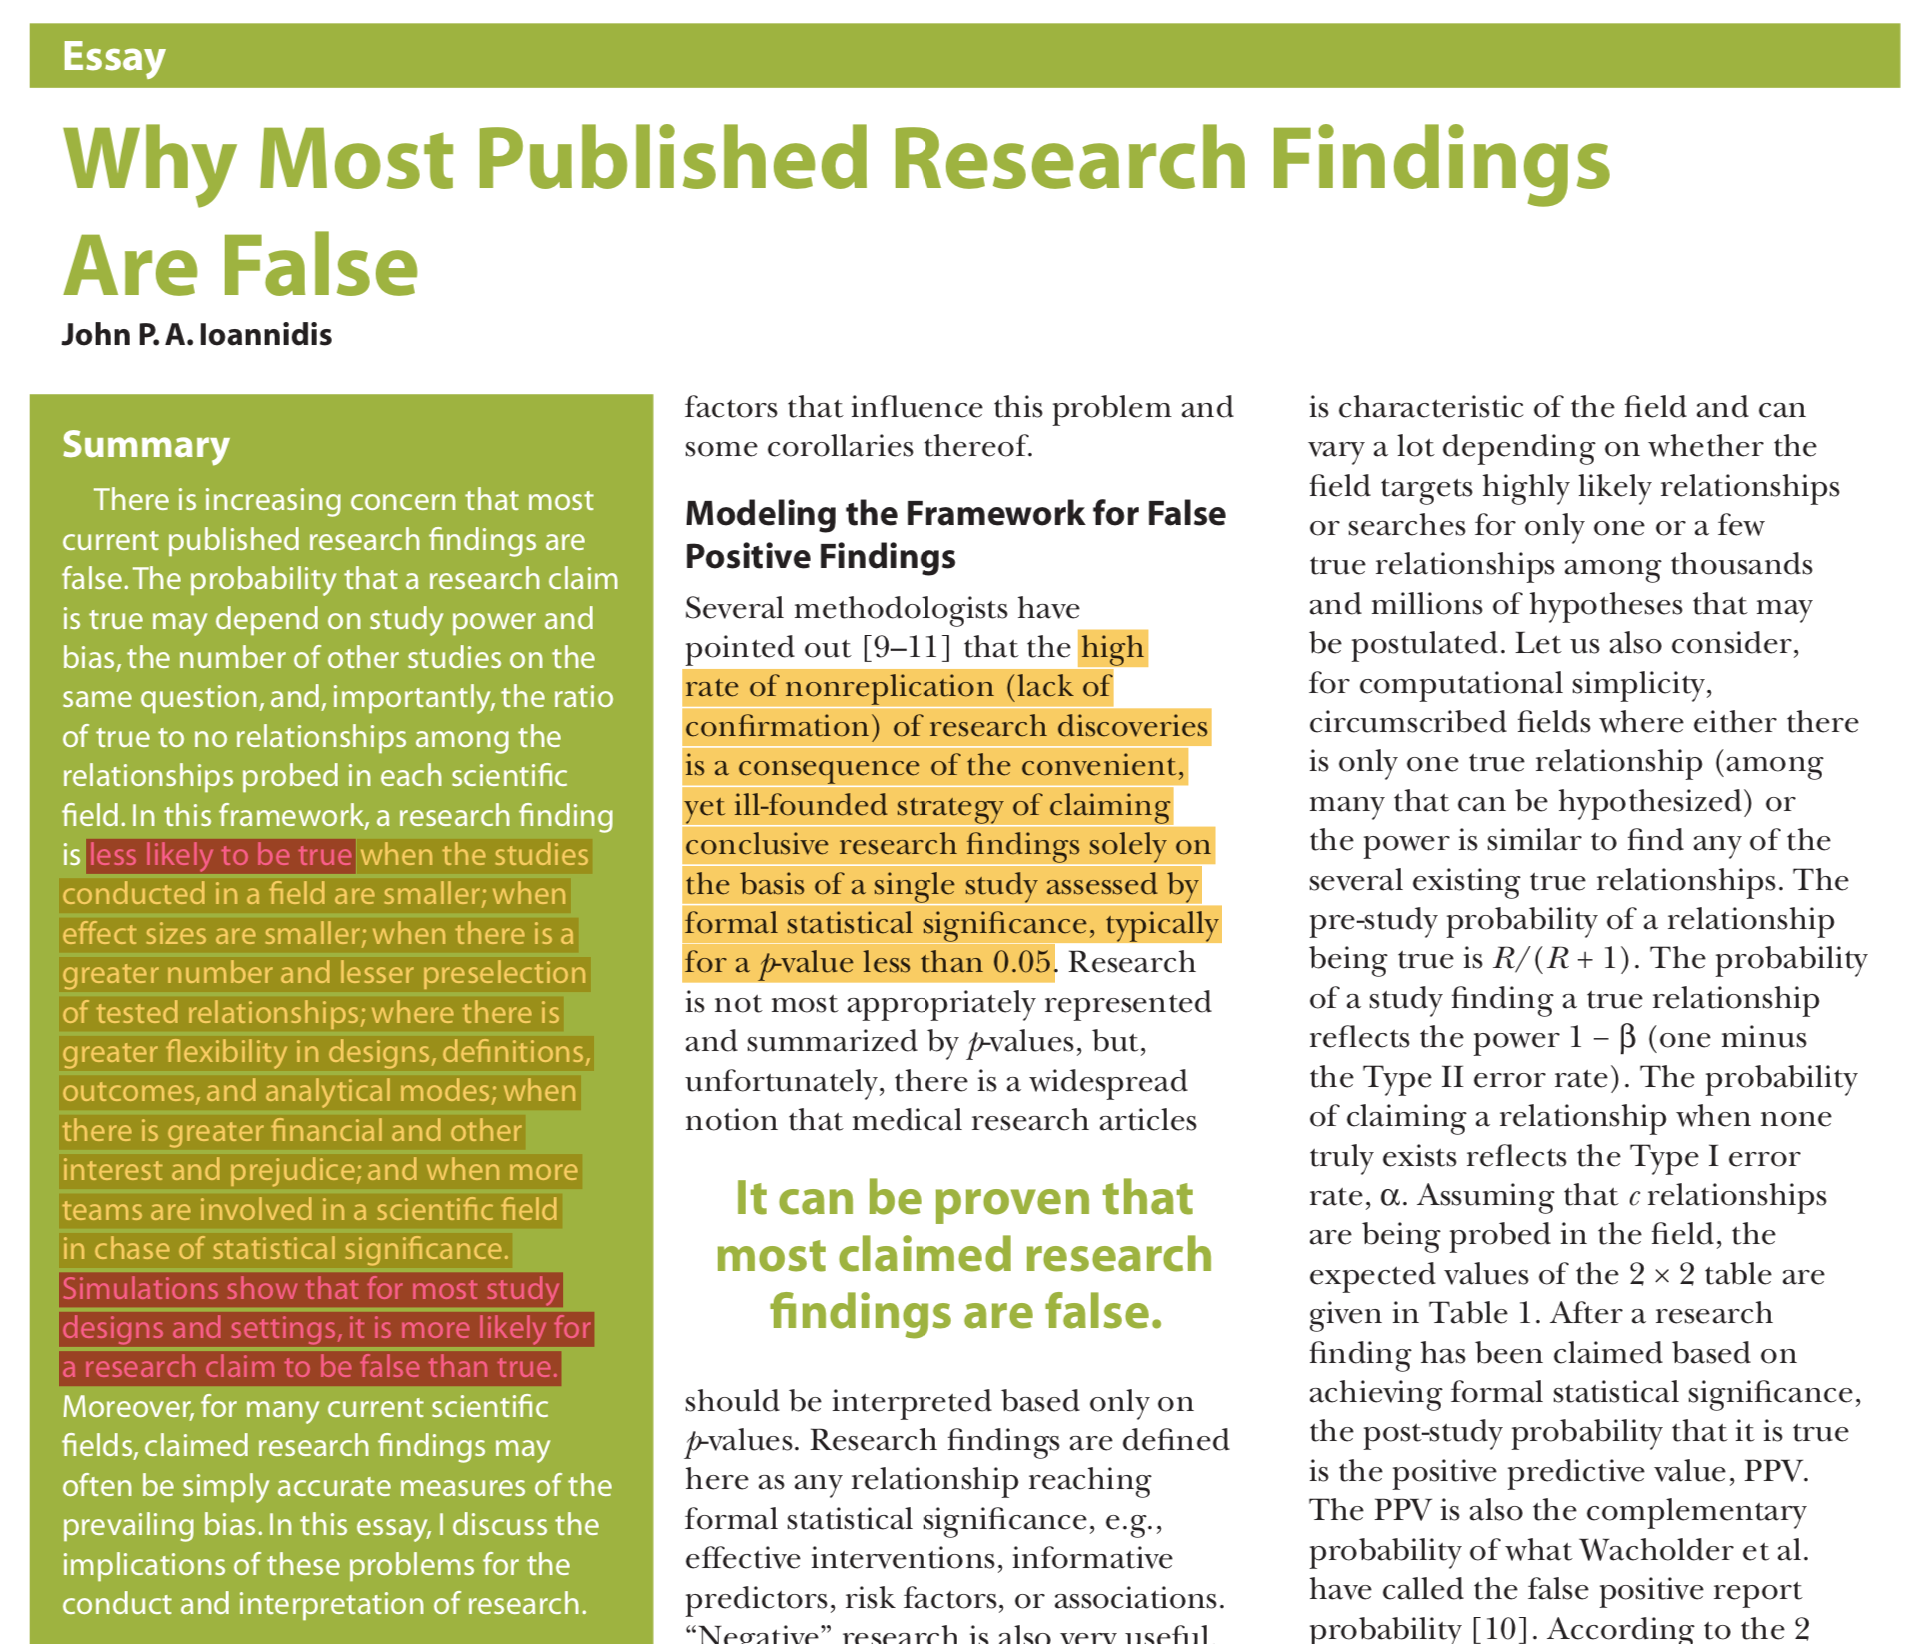 Essay
Why Most Published Research Findings
Are False
John P. A. Ioannidis
Summary
There is increasing concern that most
current published research findings are
false. The probability that a research claim
is true may depend on study power and
bias, the number of other studies on the
same question, and, importantly, the ratio
of true to no relationships among the
relationships probed in each scientific
field. In this framework, a research finding
is less likely to be true when the studies
conducted in a field are smaller; when
effect sizes are smaller; when there is a
greater number and lesser preselection
of tested relationships; where there is
greater flexibility in designs, definitions,
outcomes, and analytical modes; when
there is greater financial and other
interest and prejudice; and when more
teams are involved in a scientific field
in chase of statistical significance.
Simulations show that for most study
designs and settings, it is more likely for
a research claim to be false than true.
Moreover, for many current scientific
fields, claimed research findings may
often be simply accurate measures of the
prevailing bias. In this essay, I discuss the
implications of these problems for the
conduct and interpretation of research.
factors that influence this problem and
some corollaries thereof.
Modeling the Framework for False
Positive Findings
Several methodologists have
pointed out [9–11] that the high
rate of nonreplication (lack of
confirmation) of research discoveries
is a consequence of the convenient,
yet ill-founded strategy of claiming
conclusive research findings solely on
the basis of a single study assessed by
formal statistical significance, typically
for a p-value less than 0.05. Research
is not most appropriately represented
and summarized by p-values, but,
unfortunately, there is a widespread
notion that medical research articles
It can be proven that
most claimed research
findings are false.
should be interpreted based only on
p-values. Research findings are defined
here as any relationship reaching
formal statistical significance, e.g.,
effective interventions, informative
predictors, risk factors, or associations.
“Negative” research is also very useful.
is characteristic of the field and can
vary a lot depending on whether the
field targets highly likely relationships
or searches for only one or a few
true relationships among thousands
and millions of hypotheses that may
be postulated. Let us also consider,
for computational simplicity,
circumscribed fields where either there
is only one true relationship (among
many that can be hypothesized) or
the power is similar to find any of the
several existing true relationships. The
pre-study probability of a relationship
being true is R/(R + 1). The probability
of a study finding a true relationship
reflects the power 1 − β (one minus
the Type II error rate). The probability
of claiming a relationship when none
truly exists reflects the Type I error
rate, α. Assuming that c relationships
are being probed in the field, the
expected values of the 2 × 2 table are
given in Table 1. After a research
finding has been claimed based on
achieving formal statistical significance,
the post-study probability that it is true
is the positive predictive value, PPV.
The PPV is also the complementary
probability of what Wacholder et al.
have called the false positive report
probability [10]. According to the 2